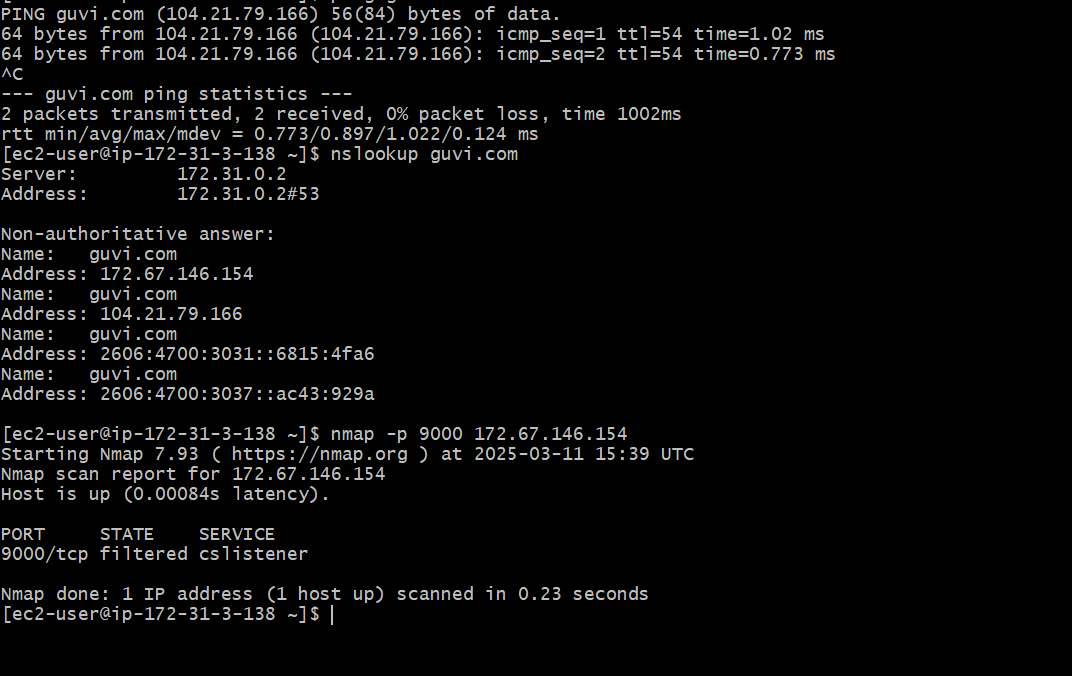 PING guvi.com (104.21.79.166) 56(84) bytes of data.
64 bytes from 104.21.79.166 (104.21.79.166): icmp_seq=1 ttl=54 time=1.02 ms
64 bytes from 104.21.79.166 (104.21.79.166): icmp_seq=2 ttl=54 time=0.773 ms
^C
--- guvi.com ping statistics ---
2 packets transmitted, 2 received, 0% packet loss, time 1002ms
rtt min/avg/max/mdev = 0.773/0.897/1.022/0.124 ms
[ec2-user@ip-172-31-3-138 ~]$ nslookup guvi.com
Server:         172.31.0.2
Address:        172.31.0.2#53
Non-authoritative answer:
Name:   guvi.com
Address: 172.67.146.154
Name:   guvi.com
Address: 104.21.79.166
Name:   guvi.com
Address: 2606:4700:3031::6815:4fa6
Name:   guvi.com
Address: 2606:4700:3037::ac43:929a
[ec2-user@ip-172-31-3-138 ~]$ nmap -p 9000 172.67.146.154
Starting Nmap 7.93 ( https://nmap.org ) at 2025-03-11 15:39 UTC
Nmap scan report for 172.67.146.154
Host is up (0.00084s latency).
PORT     STATE    SERVICE
9000/tcp filtered cslistener
Nmap done: 1 IP address (1 host up) scanned in 0.23 seconds
[ec2-user@ip-172-31-3-138 ~]$